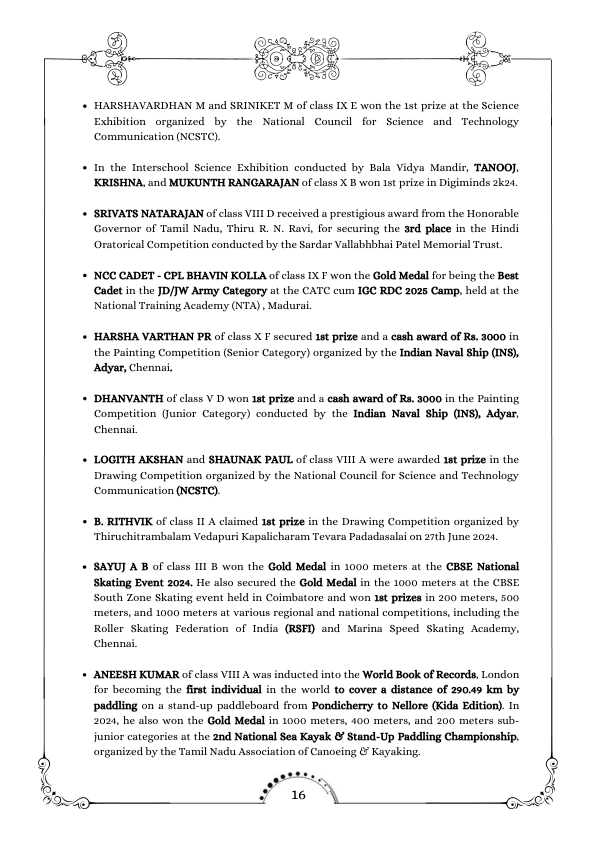 • HARSHAVARDHAN M and SRINIKET M of class IX E won the 1st prize at the Science
Exhibition organized by the National Council for Science and Technology
Communication (NCSTC).
• In the Interschool Science Exhibition conducted by Bala Vidya Mandir, TANOOJ,
KRISHNA, and MUKUNTH RANGARAJAN of class X B won 1st prize in Digiminds 2k24.
• SRIVATS NATARAJAN of class VIII D received a prestigious award from the Honorable
Governor of Tamil Nadu, Thiru R. N. Ravi, for securing the 3rd place in the Hindi
Oratorical Competition conducted by the Sardar Vallabhbhai Patel Memorial Trust.
• NCC CADET - CPL BHAVIN KOLLA of class IX F won the Gold Medal for being the Best
Cadet in the JD/JW Army Category at the CATC cum IGC RDC 2025 Camp, held at the
National Training Academy (NTA) , Madurai.
• HARSHA VARTHAN PR of class X F secured 1st prize and a cash award of Rs. 3000 in
the Painting Competition (Senior Category) organized by the Indian Naval Ship (INS),
Adyar, Chennai.
• DHANVANTH of class V D won 1st prize and a cash award of Rs. 3000 in the Painting
Competition (Junior Category) conducted by the Indian Naval Ship (INS), Adyar,
Chennai.
• LOGITH AKSHAN and SHAUNAK PAUL of class VIII A were awarded 1st prize in the
Drawing Competition organized by the National Council for Science and Technology
Communication (NCSTC).
• B. RITHVIK of class II A claimed 1st prize in the Drawing Competition organized by
Thiruchitrambalam Vedapuri Kapalicharam Tevara Padadasalai on 27th June 2024.
• SAYUJ A B of class III B won the Gold Medal in 1000 meters at the CBSE National
Skating Event 2024. He also secured the Gold Medal in the 1000 meters at the CBSE
South Zone Skating event held in Coimbatore and won 1st prizes in 200 meters, 500
meters, and 1000 meters at various regional and national competitions, including the
Roller Skating Federation of India (RSFI) and Marina Speed Skating Academy,
Chennai.
• ANEESH KUMAR of class VIII A was inducted into the World Book of Records, London
for becoming the first individual in the world to cover a distance of 290.49 km by
paddling on a stand-up paddleboard from Pondicherry to Nellore (Kida Edition). In
2024, he also won the Gold Medal in 1000 meters, 400 meters, and 200 meters sub-
junior categories at the 2nd National Sea Kayak & Stand-Up Paddling Championship,
organized by the Tamil Nadu Association of Canoeing & Kayaking.
16